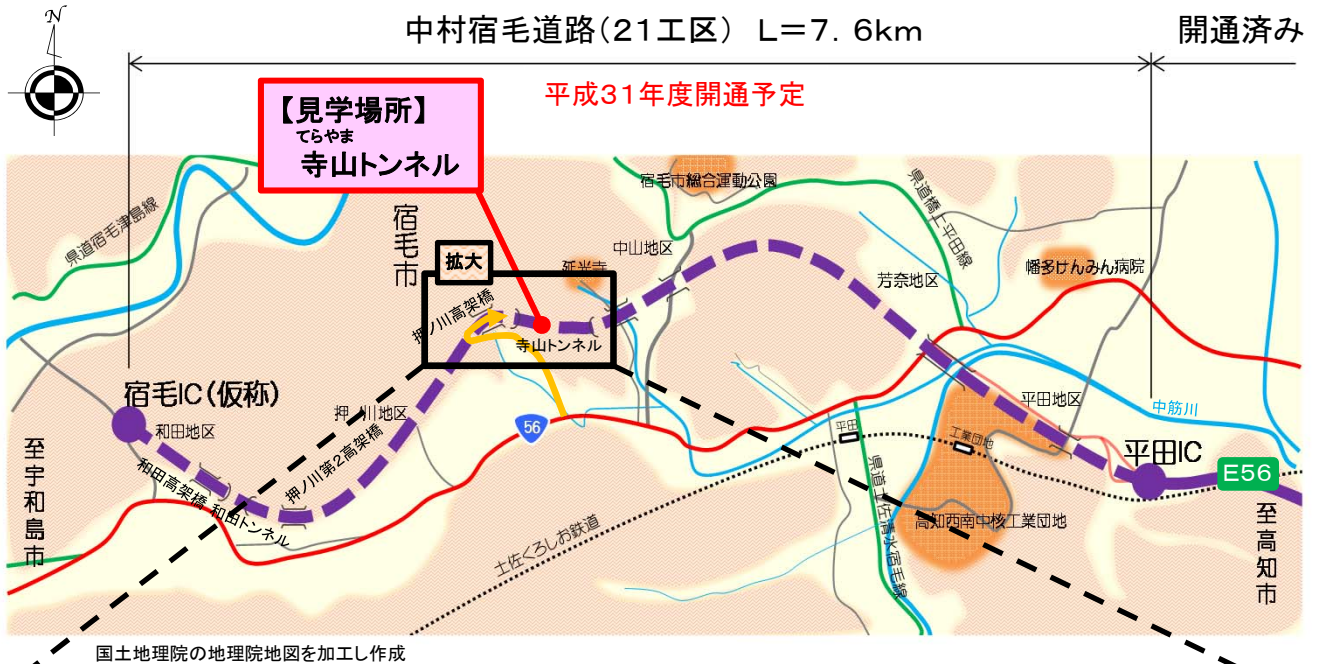 N
中村宿毛道路(21工区) L=7.6km
開通済み
平成31年度開通予定
【見学場所】
てらやま
寺山トンネル
県道宿毛津島線
宿毛市
拡大
延光寺
宿毛市総合運動公園
中山地区
県道橋上平田線
芳奈地区
幡多けんみん病院
押ノ川高架橋
寺山トンネル
宿毛IC(仮称)
和田地区
押ノ川地区
押ノ川第2高架橋
和田高架橋
和田トンネル
56
平田
工業団地
平田地区
中筋川
平田IC
E56
至宇和島市
至高知市
土佐くろしお鉄道
県道土佐清水宿毛線
高知西南中核工業団地
国土地理院の地理院地図を加工し作成